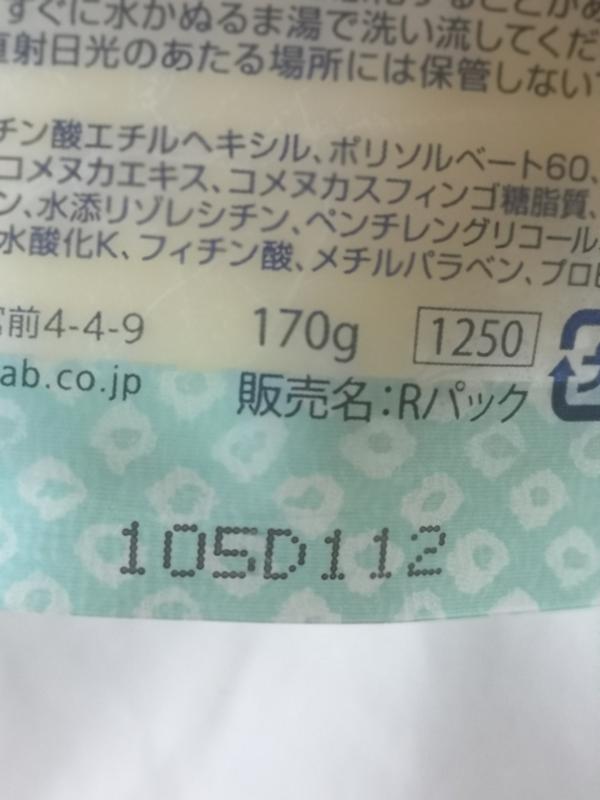 すぐに水かぬるま湯で洗い流してくだ
直射日光のあたる場所には保管しない
チン酸エチルヘキシル、ポリソルベート60、
コメヌカエキス、コメヌカスフィンゴ糖脂質、
ン、水添リゾレシチン、ペンチレングリコール
水酸化K、フィチン酸、メチルパラベン、プロピ
宮前4-4-9 170g 1250
ab.co.jp 販売名：Rパック
105D112